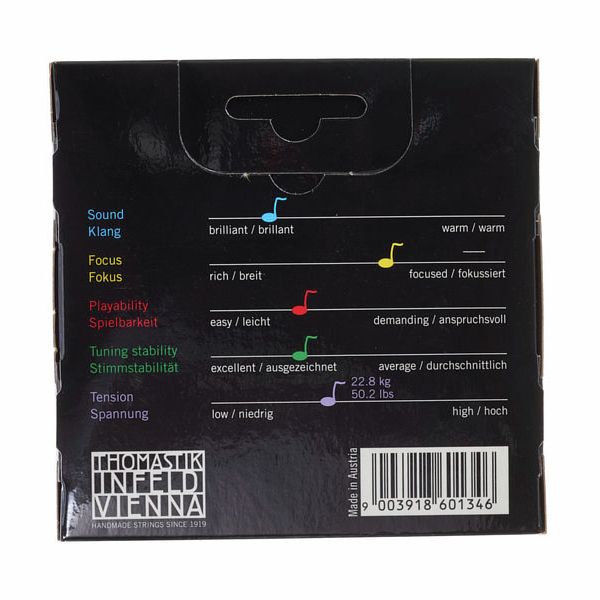 Sound
Klang
brilliant / brillant
warm / warm
Focus
Fokus
rich / breit
focused / fokussiert
Playability
Spielbarkeit
easy / leicht
demanding / anspruchsvoll
Tuning stability
Stimmstabilität
excellent / ausgezeichnet
average / durchschnittlich
Tension
Spannung
22.8 kg
50.2 lbs
low / niedrig
high / hoch
THOMASTIK
INFELD
VIENNA
HANDMADE STRINGS SINCE 1919
Made in Austria
9 003918 601346